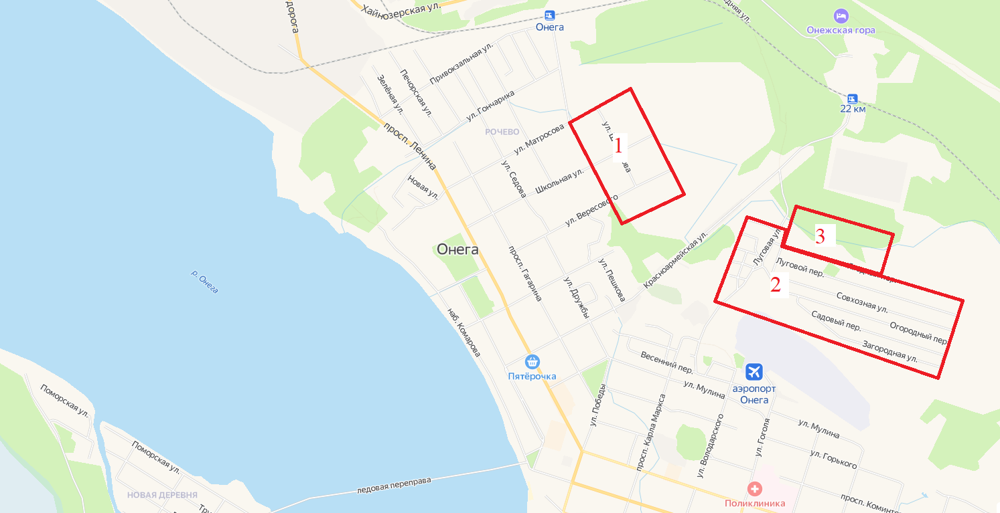 Хайнозерская ул.
дорога
Онега
Онежская гора
Привокзальная ул.
Печорская ул.
Зелёная ул.
ул. Гончарика
22 км
просп. Ленина
РОЧЕВО
ул. Матросова
1
ул. Седова
Школьная ул.
Новая ул.
ул. Вересового
Красноармейская ул.
Луговая ул.
3
Онега
Луговой пер.
2
просп. Гагарина
ул. Пешкова
ул. Дружбы
р. Онега
Совхозная ул.
Садовый пер.
Огородный пер.
Загородная ул.
наб. Комарова
Пятёрочка
Весенний пер.
ул. Мулина
аэропорт
Онега
Поморская ул.
ул. Победы
просп. Карла Маркса
ул. Володарского
ул. Гоголя
ул. Мулина
ул. Горького
Поморская ул.
ледовая переправа
НОВАЯ ДЕРЕВНЯ
Поликлиника